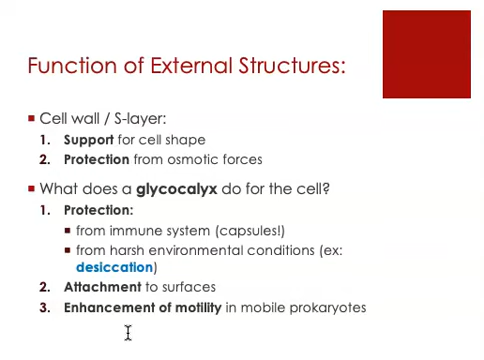 Function of External Structures:
Cell wall / S-layer:
1. Support for cell shape
2. Protection from osmotic forces
What does a glycocalyx do for the cell?
1. Protection:
from immune system (capsules!)
from harsh environmental conditions (ex:
desiccation)
2. Attachment to surfaces
3. Enhancement of motility in mobile prokaryotes